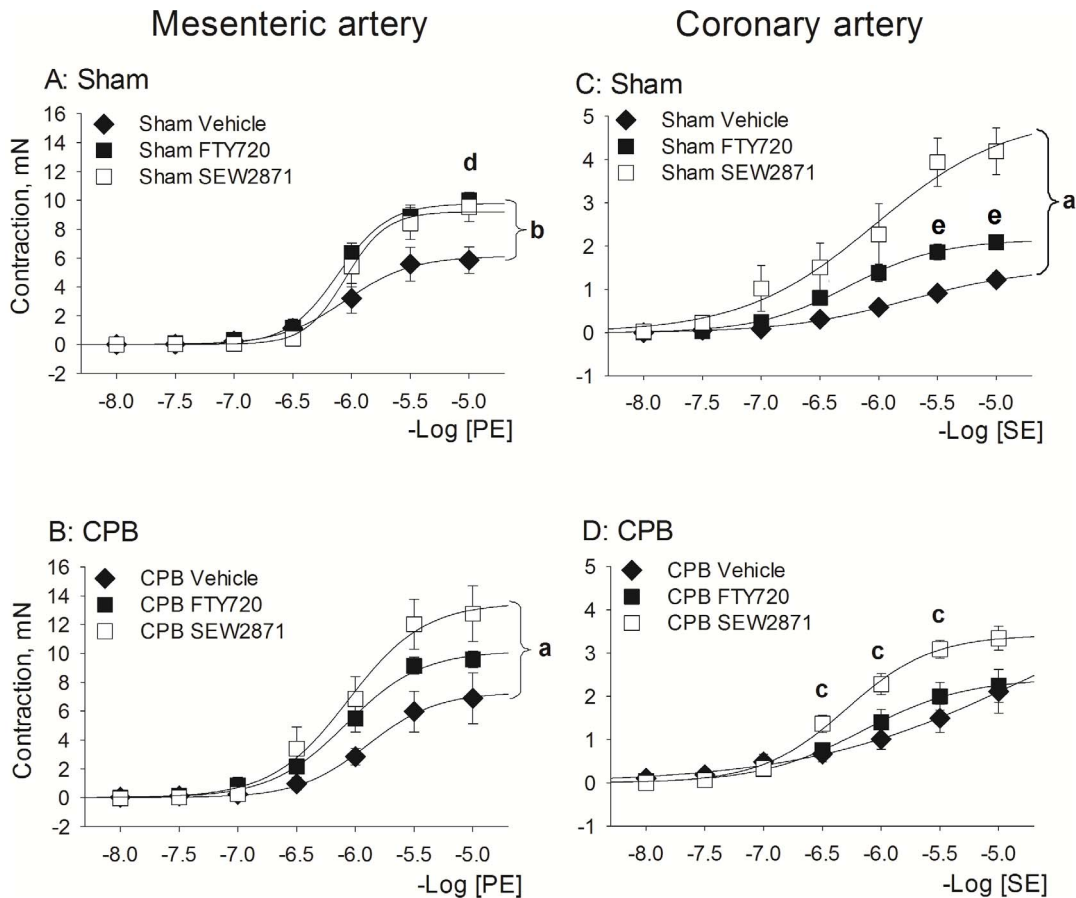 Mesenteric artery
Coronary artery
A: Sham
16
14
12
10
8
6
4
2
0
-2
Contraction, mN
Sham Vehicle
Sham FTY720
Sham SEW2871
d
b
-8.0 -7.5 -7.0 -6.5 -6.0 -5.5 -5.0
-Log [PE]
C: Sham
5
4
3
2
1
0
-1
Sham Vehicle
Sham FTY720
Sham SEW2871
e e
a
-8.0 -7.5 -7.0 -6.5 -6.0 -5.5 -5.0
-Log [SE]
B: CPB
16
14
12
10
8
6
4
2
0
-2
Contraction, mN
CPB Vehicle
CPB FTY720
CPB SEW2871
a
-8.0 -7.5 -7.0 -6.5 -6.0 -5.5 -5.0
-Log [PE]
D: CPB
5
4
3
2
1
0
-1
CPB Vehicle
CPB FTY720
CPB SEW2871
c c c
-8.0 -7.5 -7.0 -6.5 -6.0 -5.5 -5.0
-Log [SE]